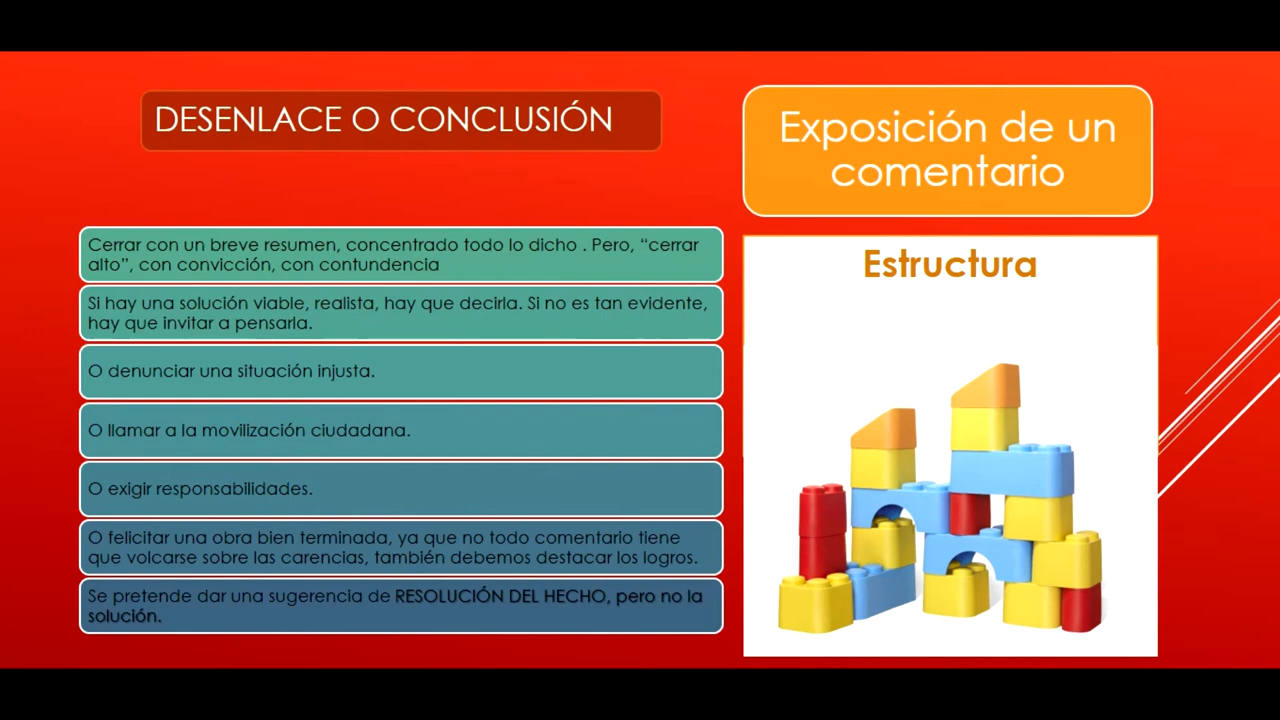 DESENLACE O CONCLUSIÓN
Cerrar con un breve resumen, concentrado todo lo dicho . Pero, “cerrar
alto”, con convicción, con contundencia
Si hay una solución viable, realista, hay que decirla. Si no es tan evidente,
hay que invitar a pensarla.
O denunciar una situación injusta.
O llamar a la movilización ciudadana.
O exigir responsabilidades.
O felicitar una obra bien terminada, ya que no todo comentario tiene
que volcarse sobre las carencias, también debemos destacar los logros.
Se pretende dar una sugerencia de RESOLUCIÓN DEL HECHO, pero no la
solución.
Exposición de un
comentario
Estructura